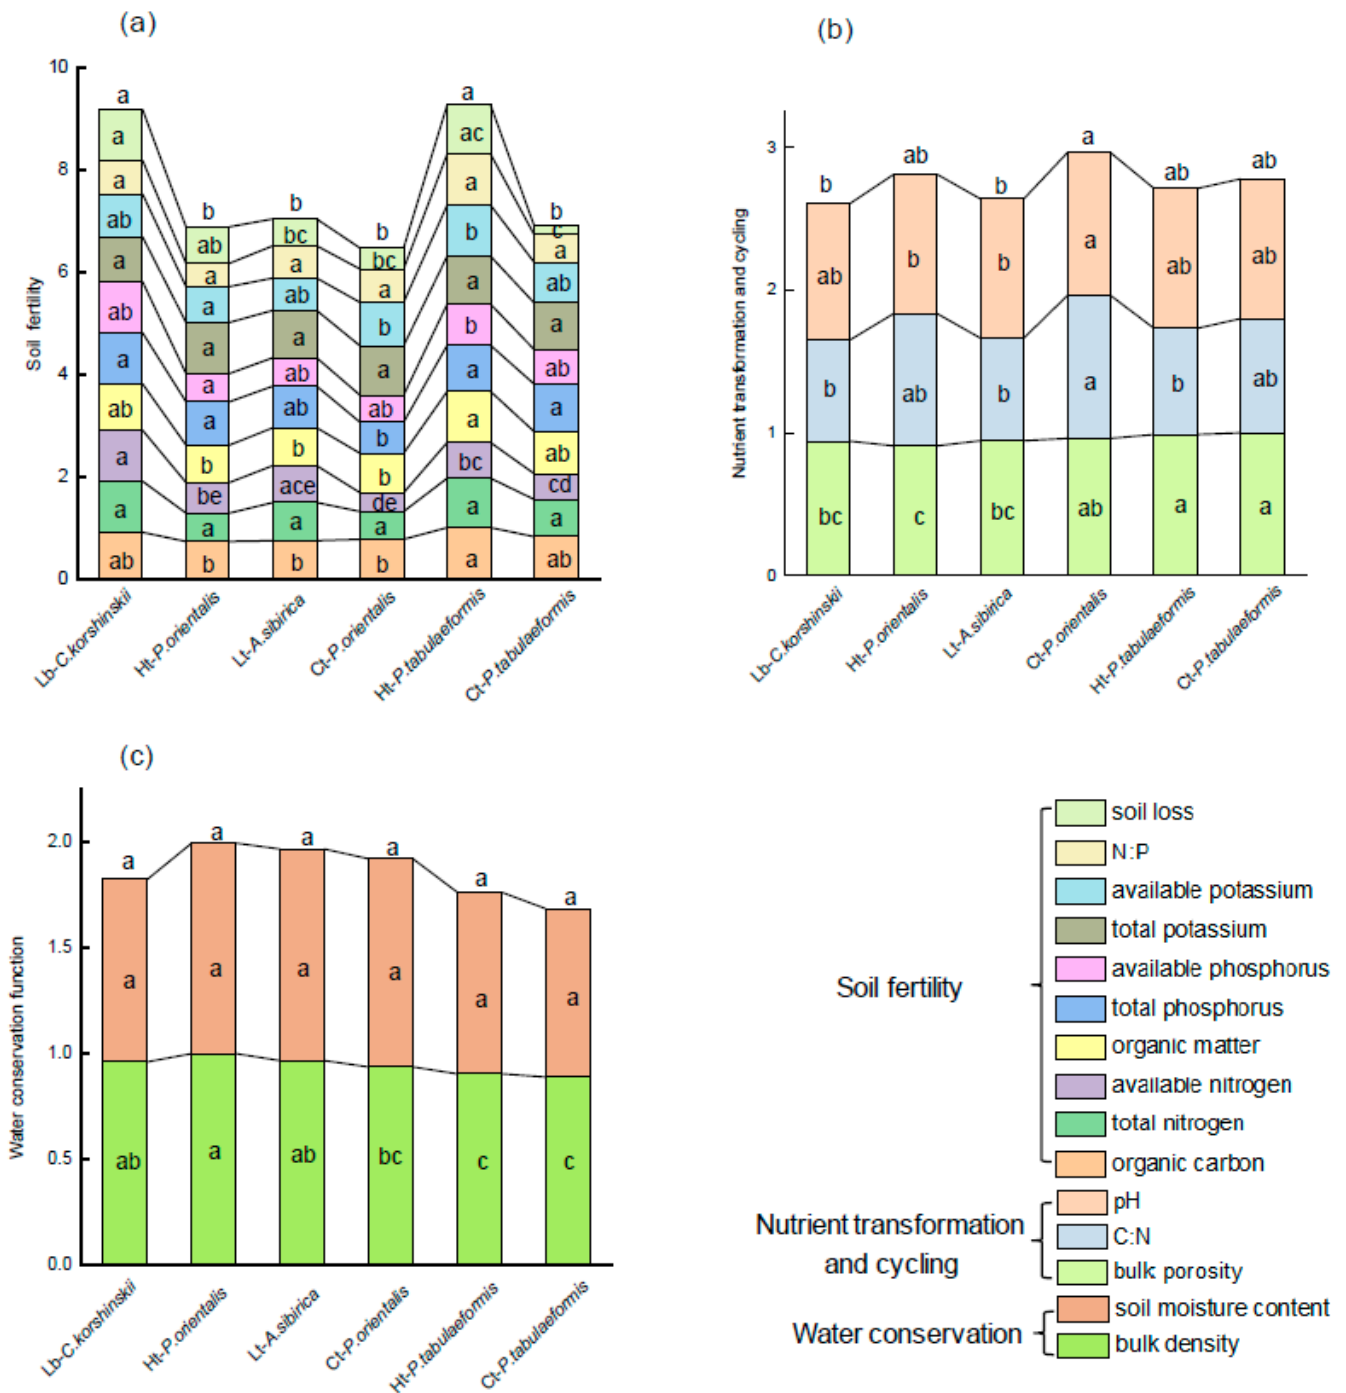 (a)
10
8
6
4
2
0
Soil fertility
a
b
b
b
a
b
a
ab
bc
bc
ac
c
a
a
a
a
a
a
ab
a
ab
b
b
ab
a
a
a
a
a
a
ab
a
ab
ab
b
ab
a
a
ab
b
a
a
ab
b
b
b
a
ab
a
be
ace
de
bc
cd
a
a
a
a
a
a
ab
b
b
b
a
ab
Lb-C.korshinskii
Ht-P.orientalis
Lt-A.sibirica
Ct-P.orientalis
Ht-P.tabulaeformis
Ct-P.tabulaeformis
(b)
3
2
1
0
Nutrient transformation and cycling
b
ab
b
a
ab
ab
ab
b
b
a
ab
ab
b
ab
b
a
b
ab
bc
c
bc
ab
a
a
Lb-C.korshinskii
Ht-P.orientalis
Lt-A.sibirica
Ct-P.orientalis
Ht-P.tabulaeformis
Ct-P.tabulaeformis
(c)
2.0
1.5
1.0
0.5
0.0
Water conservation function
a
a
a
a
a
a
a
a
a
a
a
a
ab
a
ab
bc
c
c
Lb-C.korshinskii
Ht-P.orientalis
Lt-A.sibirica
Ct-P.orientalis
Ht-P.tabulaeformis
Ct-P.tabulaeformis
Soil fertility
soil loss
N:P
available potassium
total potassium
available phosphorus
total phosphorus
organic matter
available nitrogen
total nitrogen
organic carbon
Nutrient transformation
and cycling
pH
C:N
bulk porosity
Water conservation
soil moisture content
bulk density